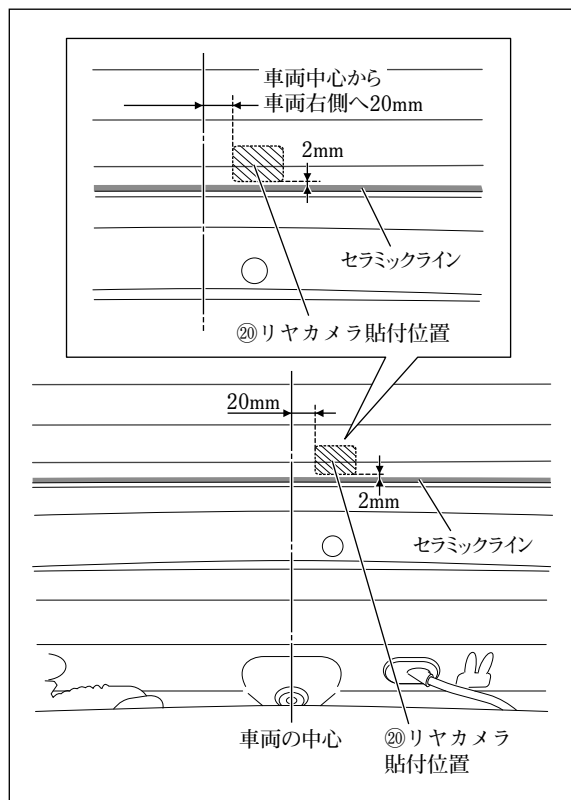 車両中心から
車両右側へ20mm
2mm
セラミックライン
⑳リヤカメラ貼付位置
20mm
2mm
セラミックライン
車両の中心
⑳リヤカメラ
貼付位置